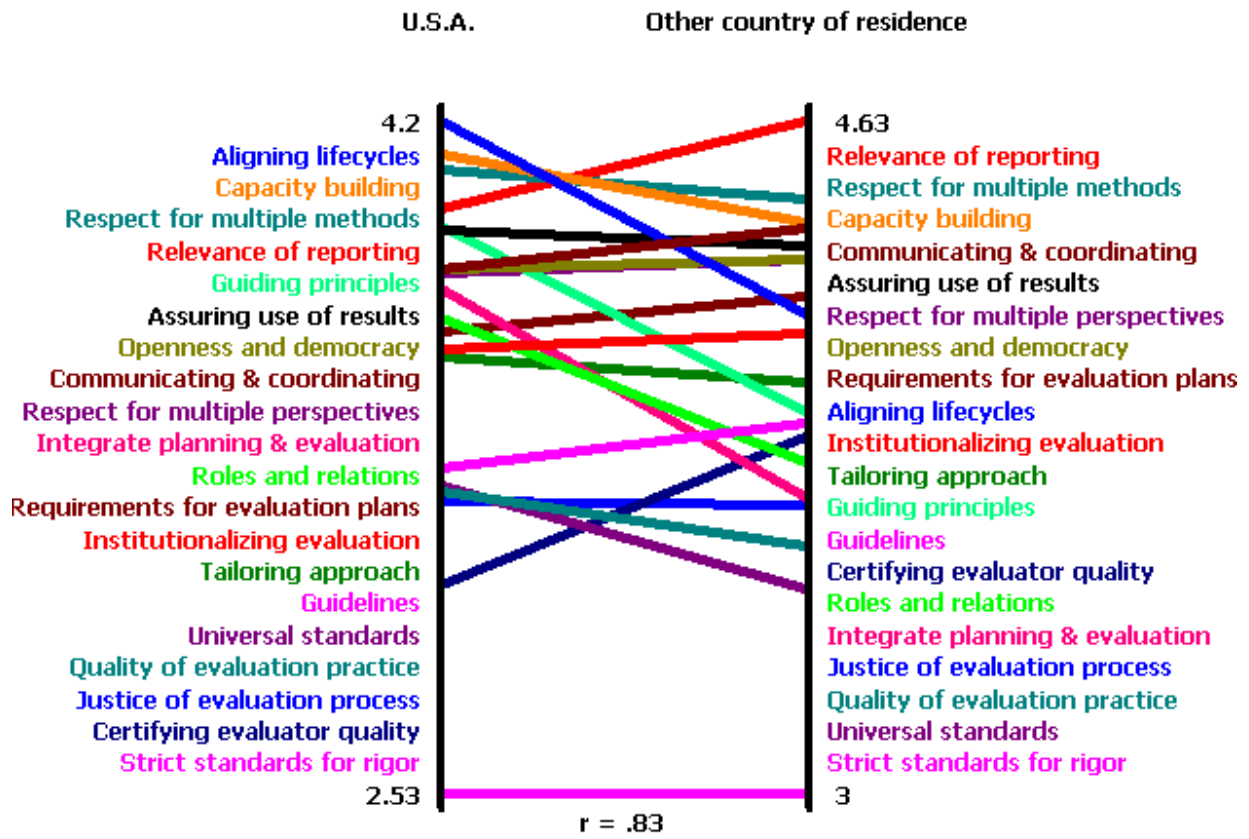 U.S.A. Other country of residence
4.2 4.63
Aligning lifecycles Relevance of reporting
Capacity building Respect for multiple methods
Respect for multiple methods Capacity building
Relevance of reporting Communicating & coordinating
Guiding principles Assuring use of results
Assuring use of results Respect for multiple perspectives
Openness and democracy Openness and democracy
Communicating & coordinating Requirements for evaluation plans
Respect for multiple perspectives Aligning lifecycles
Integrate planning & evaluation Institutionalizing evaluation
Roles and relations Tailoring approach
Requirements for evaluation plans Guiding principles
Institutionalizing evaluation Guidelines
Tailoring approach Certifying evaluator quality
Guidelines Roles and relations
Universal standards Integrate planning & evaluation
Quality of evaluation practice Justice of evaluation process
Justice of evaluation process Quality of evaluation practice
Certifying evaluator quality Universal standards
Strict standards for rigor Strict standards for rigor
2.53 3
r = .83